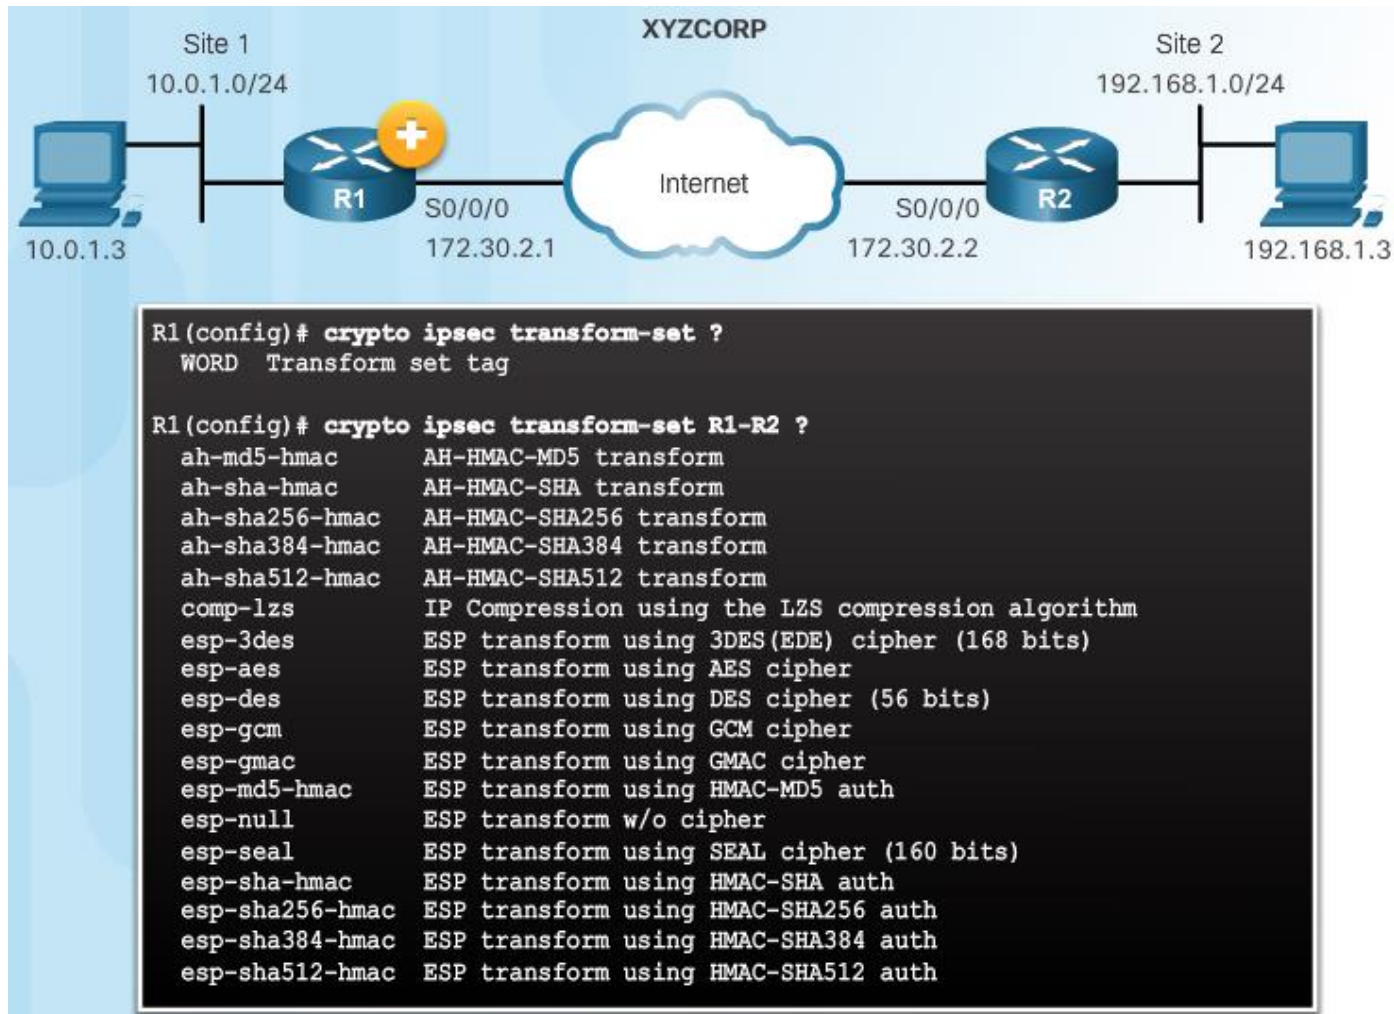 XYZCORP
Site 1
10.0.1.0/24
Site 2
192.168.1.0/24
R1
S0/0/0
172.30.2.1
Internet
S0/0/0
172.30.2.2
R2
10.0.1.3
192.168.1.3
R1(config)# crypto ipsec transform-set ?
WORD Transform set tag
R1(config)# crypto ipsec transform-set R1-R2 ?
ah-md5-hmac AH-HMAC-MD5 transform
ah-sha-hmac AH-HMAC-SHA transform
ah-sha256-hmac AH-HMAC-SHA256 transform
ah-sha384-hmac AH-HMAC-SHA384 transform
ah-sha512-hmac AH-HMAC-SHA512 transform
comp-lzs IP Compression using the LZS compression algorithm
esp-3des ESP transform using 3DES(EDE) cipher (168 bits)
esp-aes ESP transform using AES cipher
esp-des ESP transform using DES cipher (56 bits)
esp-gcm ESP transform using GCM cipher
esp-gmac ESP transform using GMAC cipher
esp-md5-hmac ESP transform using HMAC-MD5 auth
esp-null ESP transform w/o cipher
esp-seal ESP transform using SEAL cipher (160 bits)
esp-sha-hmac ESP transform using HMAC-SHA auth
esp-sha256-hmac ESP transform using HMAC-SHA256 auth
esp-sha384-hmac ESP transform using HMAC-SHA384 auth
esp-sha512-hmac ESP transform using HMAC-SHA512 auth